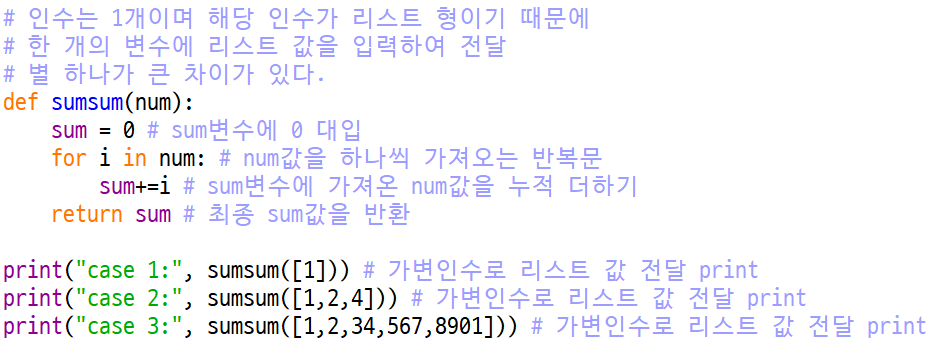 # 인수는 1개이며 해당 인수가 리스트 형이기 때문에
# 한 개의 변수에 리스트 값을 입력하여 전달
# 별 하나가 큰 차이가 있다.
def sumsum(num):
    sum = 0 # sum변수에 0 대입
    for i in num: # num값을 하나씩 가져오는 반복문
        sum+=i # sum변수에 가져온 num값을 누적 더하기
    return sum # 최종 sum값을 반환

print("case 1:", sumsum([1])) # 가변인수로 리스트 값 전달 print
print("case 2:", sumsum([1,2,4])) # 가변인수로 리스트 값 전달 print
print("case 3:", sumsum([1,2,34,567,8901])) # 가변인수로 리스트 값 전달 print